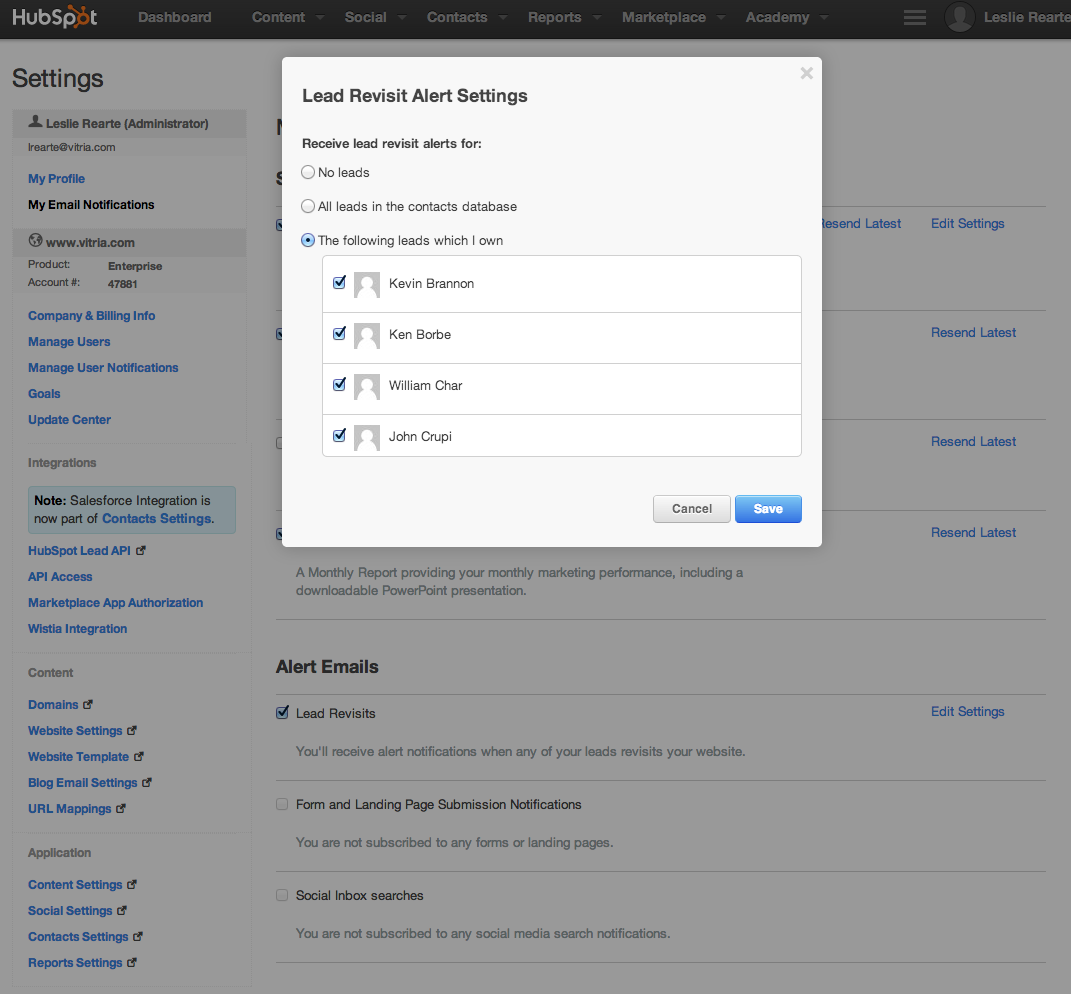 HubSpot Dashboard Content Social Contacts Reports Marketplace Academy Leslie Rearte
Settings
Leslie Rearte (Administrator)
lrearte@vitria.com
My Profile
My Email Notifications
www.vitria.com
Product: Enterprise
Account #: 47881
Company & Billing Info
Manage Users
Manage User Notifications
Goals
Update Center
Integrations
Note: Salesforce Integration is
now part of Contacts Settings.
HubSpot Lead API
API Access
Marketplace App Authorization
Wistia Integration
Content
Domains
Website Settings
Website Template
Blog Email Settings
URL Mappings
Application
Content Settings
Social Settings
Contacts Settings
Reports Settings
Lead Revisit Alert Settings
Receive lead revisit alerts for:
No leads
All leads in the contacts database
The following leads which I own
Kevin Brannon
Ken Borbe
William Char
John Crupi
Cancel Save
Resend Latest Edit Settings
Resend Latest
Resend Latest
Resend Latest
A Monthly Report providing your monthly marketing performance, including a
downloadable PowerPoint presentation.
Alert Emails
Lead Revisits Edit Settings
You'll receive alert notifications when any of your leads revisits your website.
Form and Landing Page Submission Notifications
You are not subscribed to any forms or landing pages.
Social Inbox searches
You are not subscribed to any social media search notifications.